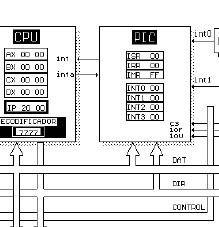 CPU
AX 00 00
BX 00 00
CX 00 00
DX 00 00
IP 20 00
ECODIFICADOR
7777
int
inta
PIC
ISR 00
IRR 00
IMR FF
INT0 00
INT1 00
INT2 00
INT3 00
int0
int1
cs
ior
iow
DAT
DIR
CONTROL